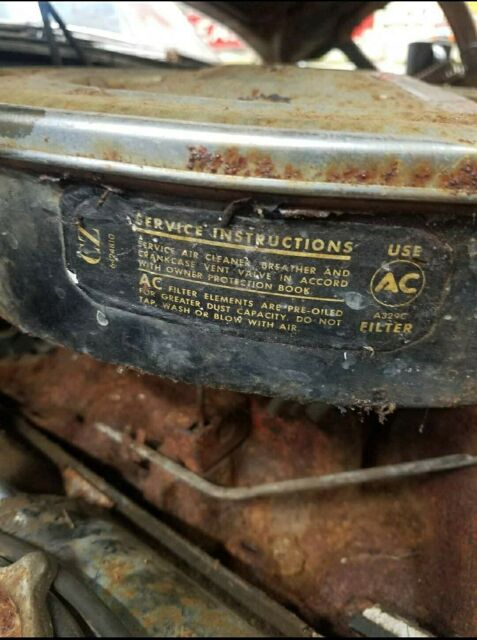 CZ
SERVICE INSTRUCTIONS
SERVICE AIR CLEANER, BREATHER AND
CRANKCASE VENT VALVE IN ACCORD
WITH OWNER PROTECTION BOOK.
AC FILTER ELEMENTS ARE PRE-OILED
FOR GREATER DUST CAPACITY. DO NOT
TAP, WASH OR BLOW WITH AIR
USE
AC
A329C
FILTER